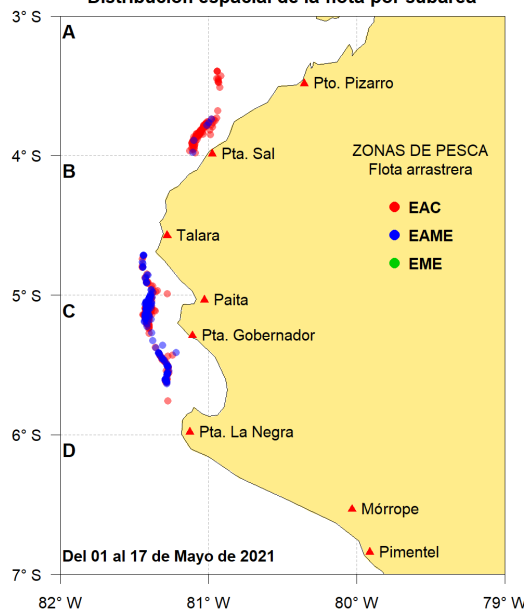 Distribución espacial de la flota por subárea
3° S
A
Pto. Pizarro
4° S
Pta. Sal
ZONAS DE PESCA
B
Flota arrastrera
EAC
Talara
EAME
EME
5° S
Paita
C
Pta. Gobernador
6° S
Pta. La Negra
D
Mórrope
Del 01 al 17 de Mayo de 2021
Pimentel
7° S
82° W
81° W
80° W
79° W